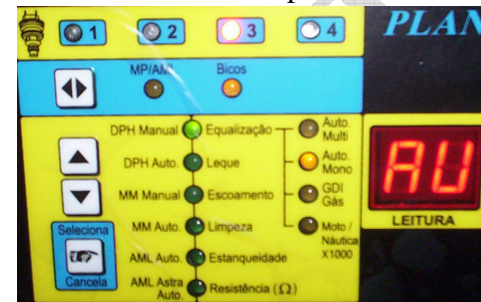 1 2 3 4 PLAN
MP/AML Bicos
DPH Manual Equalização Auto. Multi
DPH Auto. Leque Auto. Mono
MM Manual Escoamento GDI Gás
MM Auto. Limpeza Moto / Náutica X1000
AML Auto. Estanqueidade
AML Astra Auto. Resistência (Ω)
Seleciona
Cancela
AU
LEITURA